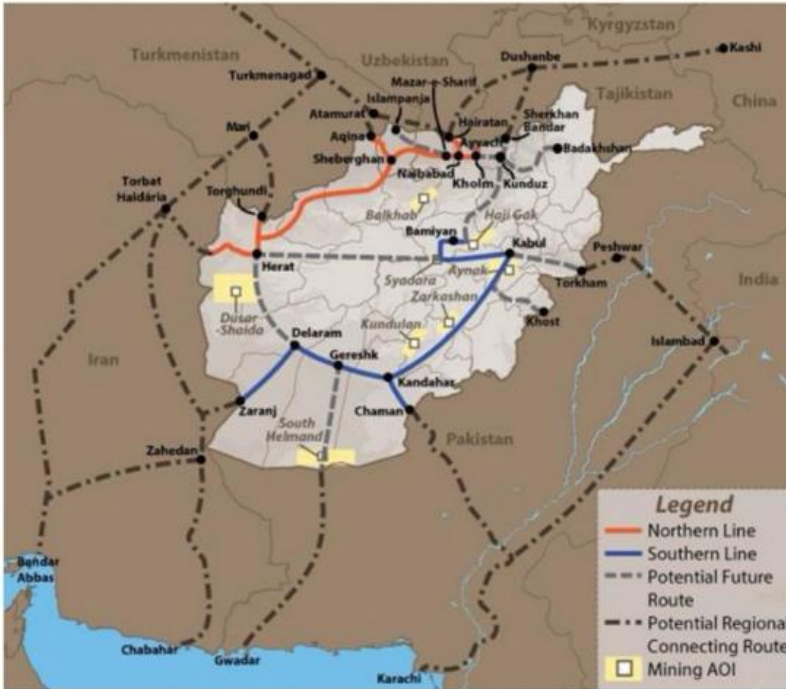 Kyrgyzstan
Turkmenistan
Uzbekistan
Dushanbe
Kashi
Mazar-e-Sharif
Turkmenagad
Islampanja
Tajikistan
Atamurat
Hairatan
Sherkhan
Bandar
China
Aqina
Ayvach
Mari
Badakhshan
Sheberghan
Naibabad
Kholm
Kunduz
Torbat
Haidaria
Torghundi
Balkhab
Haji Gak
Bamiyan
Kabul
Peshwar
Herat
Syadara
Aynak
Torkham
India
Zarkashan
Dusar
-Shaida
Kundulan
Khost
Delaram
Islambad
Iran
Gereshk
Kandahar
Zaranj
Chaman
South
Helmand
Pakistan
Zahedan
Legend
Northern Line
Southern Line
Potential Future
Route
Potential Regiona
Connecting Route
Mining AOI
Bandar
Abbas
Chabahár
Gwadar
Karachi